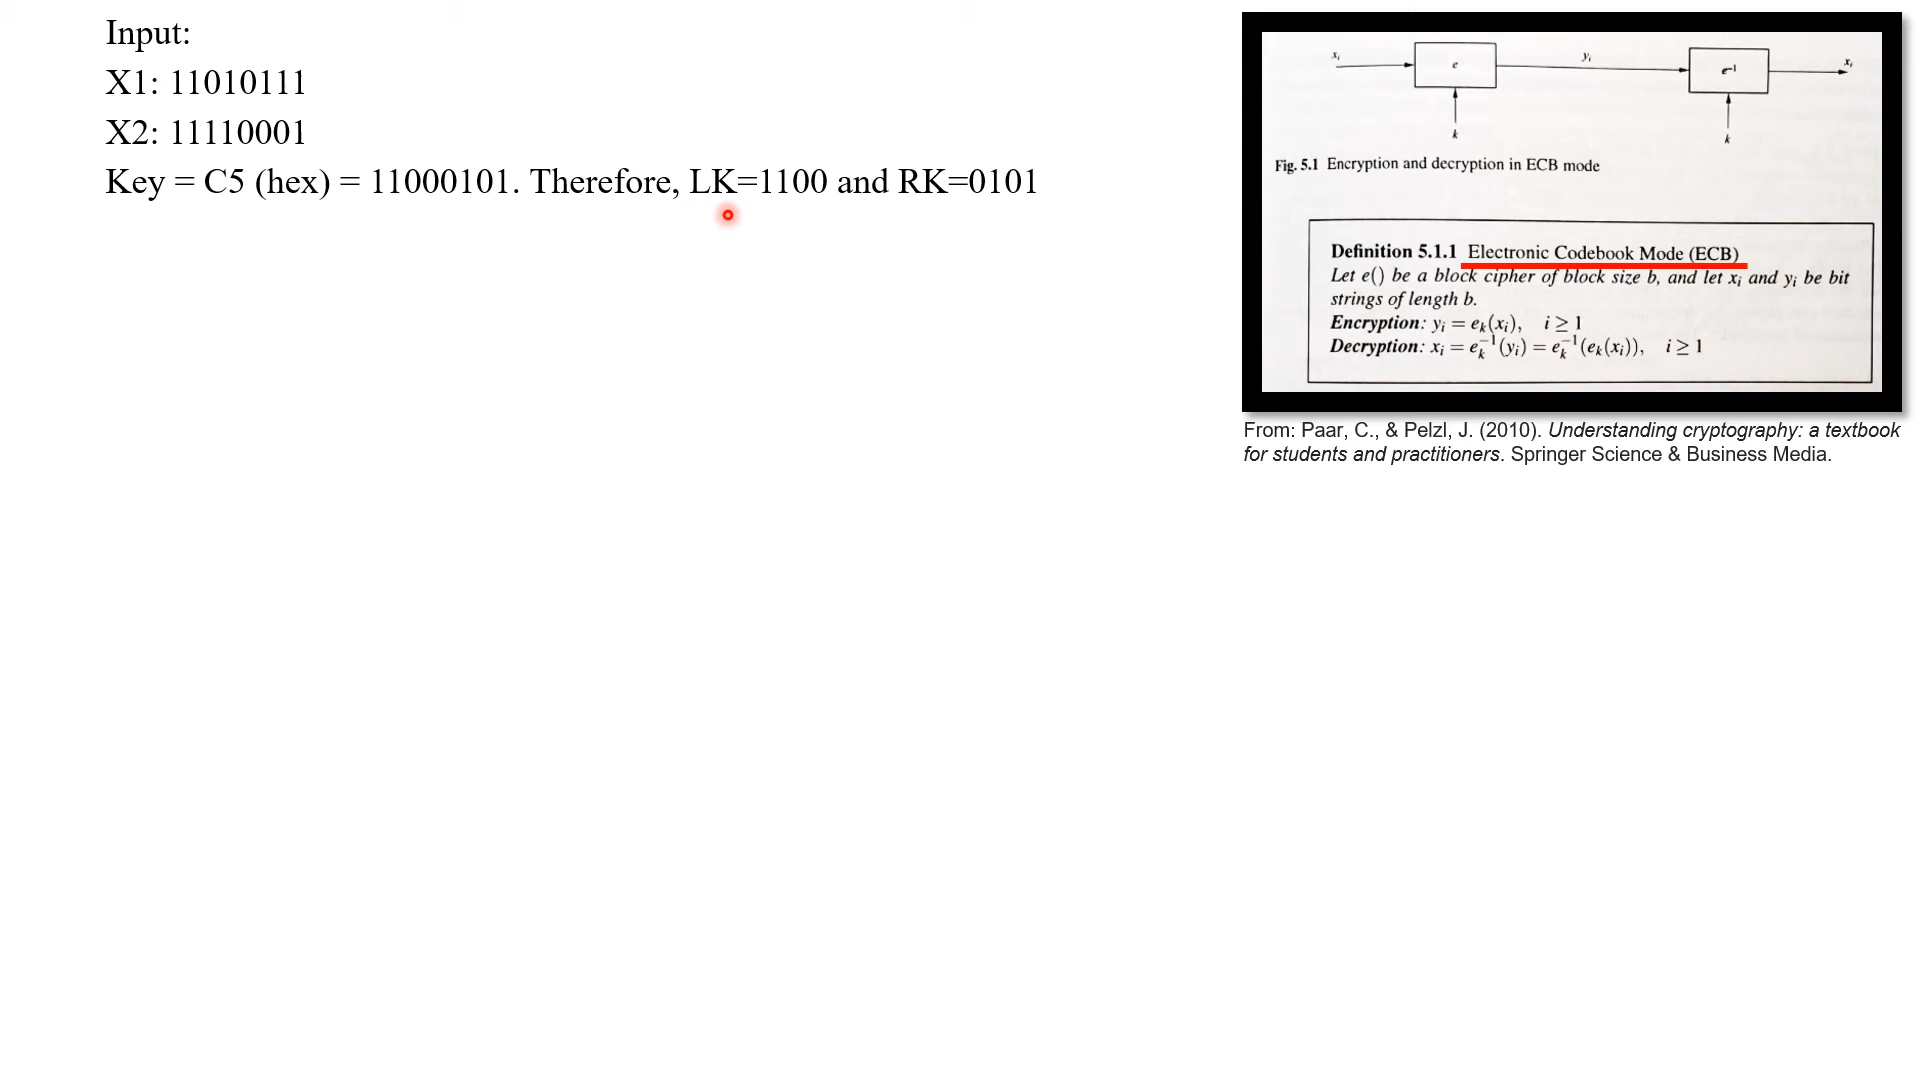 Input:
X1: 11010111
X2: 11110001
Key = C5 (hex) = 11000101. Therefore, LK=1100 and RK=0101
xᵢ
e
yᵢ
e⁻¹
xᵢ
k
k
Fig. 5.1 Encryption and decryption in ECB mode
Definition 5.1.1 Electronic Codebook Mode (ECB)
Let e() be a block cipher of block size b, and let xᵢ and yᵢ be bit
strings of length b.
Encryption: yᵢ = eₖ(xᵢ), i ≥ 1
Decryption: xᵢ = eₖ⁻¹(yᵢ) = eₖ⁻¹(eₖ(xᵢ)), i ≥ 1
From: Paar, C., & Pelzl, J. (2010). Understanding cryptography: a textbook
for students and practitioners. Springer Science & Business Media.